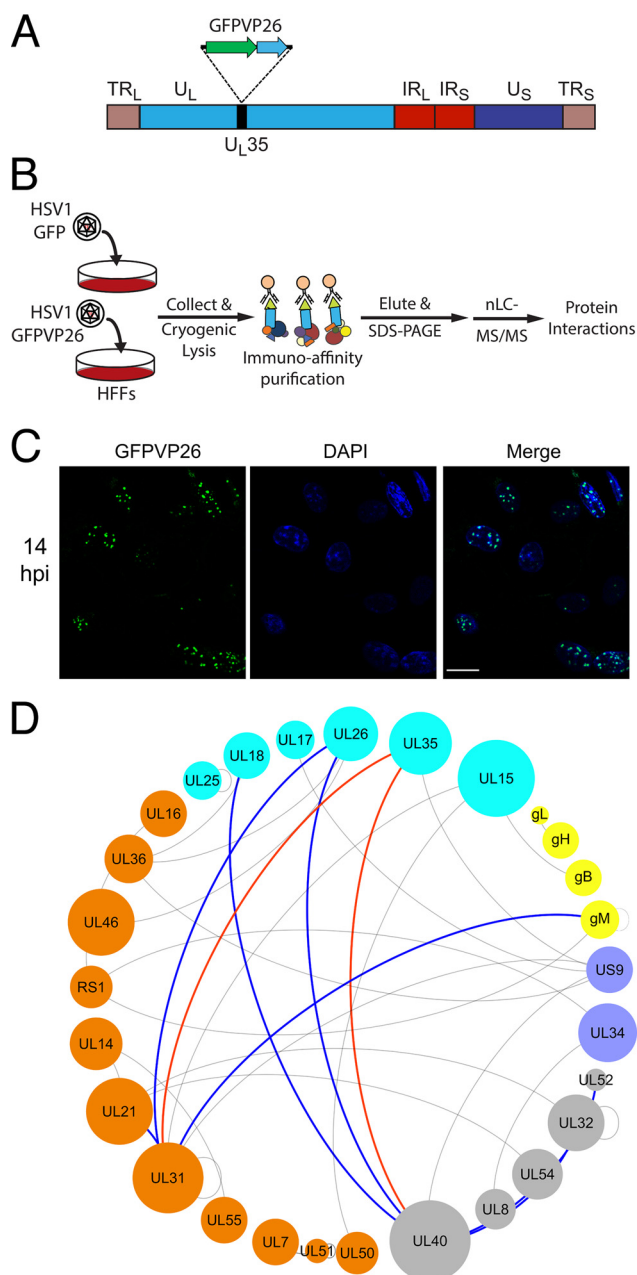 A
GFPVP26
TRL UL IRL IRS US TRS
UL35
B
HSV1
GFP
HSV1
GFPVP26
HFFs
Collect &
Cryogenic
Lysis
Immuno-affinity
purification
Elute &
SDS-PAGE
nLC-
MS/MS
Protein
Interactions
C
GFPVP26 DAPI Merge
14
hpi
D
UL26
UL35
UL17
UL18
UL15
UL25
gL
UL16
gH
UL36
gB
UL46
gM
US9
RS1
UL34
UL14
UL52
UL21
UL32
UL31
UL54
UL8
UL55
UL7
UL51
UL50
UL40